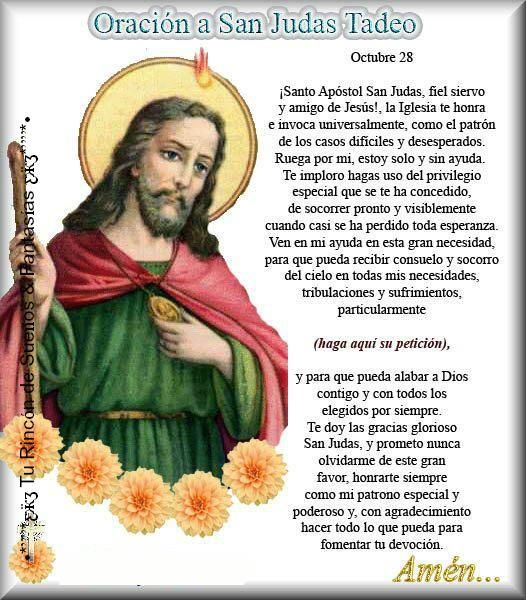 Oración a San Judas Tadeo
Octubre 28
¡Santo Apóstol San Judas, fiel siervo
y amigo de Jesús!, la Iglesia te honra
e invoca universalmente, como el patrón
de los casos difíciles y desesperados.
Ruega por mi, estoy solo y sin ayuda.
Te imploro hagas uso del privilegio
especial que se te ha concedido,
de socorrer pronto y visiblemente
cuando casi se ha perdido toda esperanza.
Ven en mi ayuda en esta gran necesidad,
para que pueda recibir consuelo y socorro
del cielo en todas mis necesidades,
tribulaciones y sufrimientos,
particularmente
(haga aquí su petición),
y para que pueda alabar a Dios
contigo y con todos los
elegidos por siempre.
Te doy las gracias glorioso
San Judas, y prometo nunca
olvidarme de este gran
favor, honrarte siempre
como mi patrono especial y
poderoso y, con agradecimiento
hacer todo lo que pueda para
fomentar tu devoción.
Amén...
Tu Rincón de Sueños & Fantasías